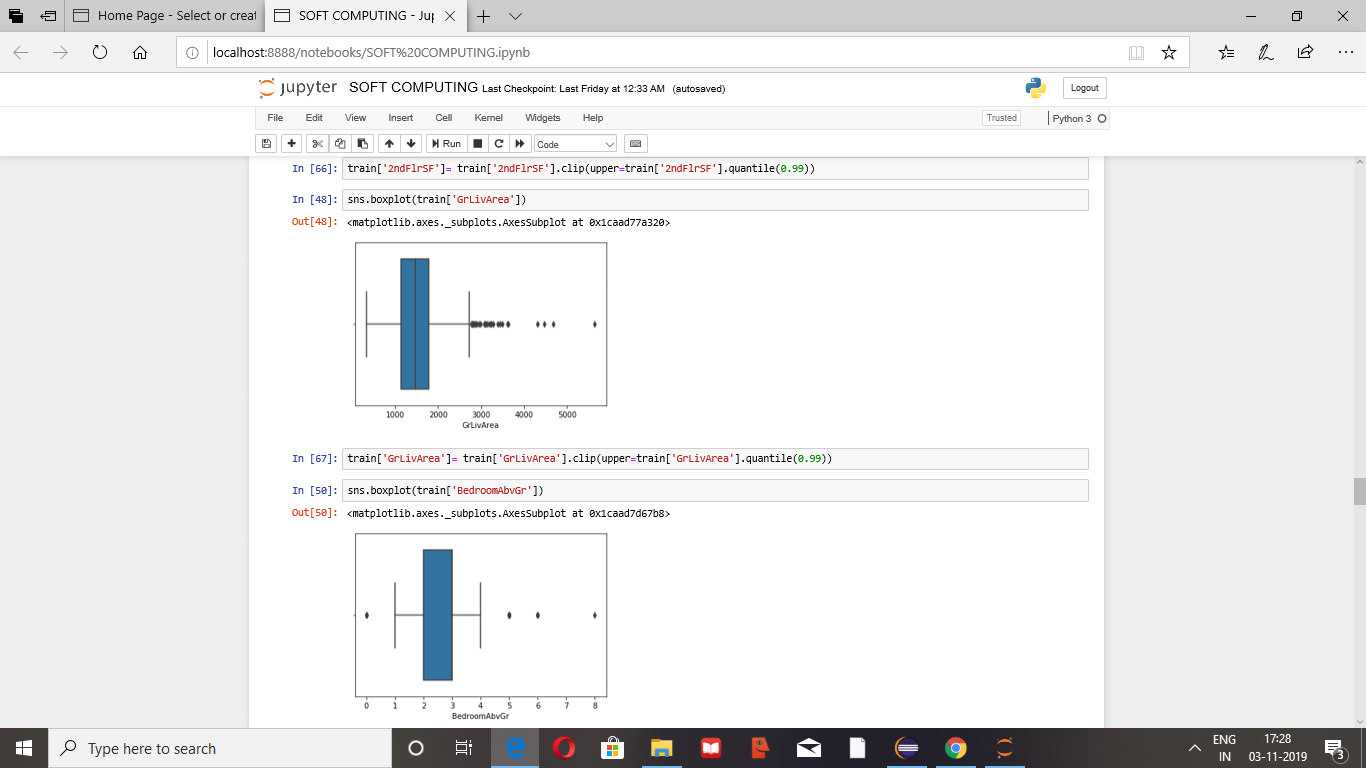 Home Page - Select or creat
SOFT COMPUTING - Jup
localhost:8888/notebooks/SOFT%20COMPUTING.ipynb
jupyter SOFT COMPUTING Last Checkpoint: Last Friday at 12:33 AM (autosaved)
Logout
File Edit View Insert Cell Kernel Widgets Help
Trusted
Python 3
Run
Code
In [66]: train['2ndFlrSF']= train['2ndFlrSF'].clip(upper=train['2ndFlrSF'].quantile(0.99))
In [48]: sns.boxplot(train['GrLivArea'])
Out[48]: <matplotlib.axes._subplots.AxesSubplot at 0x1caad77a320>
1000 2000 3000 4000 5000
GrLivArea
In [67]: train['GrLivArea']= train['GrLivArea'].clip(upper=train['GrLivArea'].quantile(0.99))
In [50]: sns.boxplot(train['BedroomAbvGr'])
Out[50]: <matplotlib.axes._subplots.AxesSubplot at 0x1caad7d67b8>
0 1 2 3 4 5 6 7 8
BedroomAbvGr
Type here to search
ENG
IN
17:28
03-11-2019
3